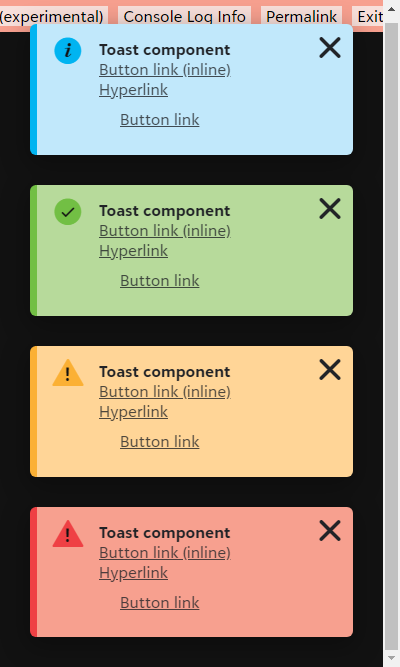 (experimental) Console Log Info Permalink Exit
Toast component
Button link (inline)
Hyperlink
Button link
Toast component
Button link (inline)
Hyperlink
Button link
Toast component
Button link (inline)
Hyperlink
Button link
Toast component
Button link (inline)
Hyperlink
Button link